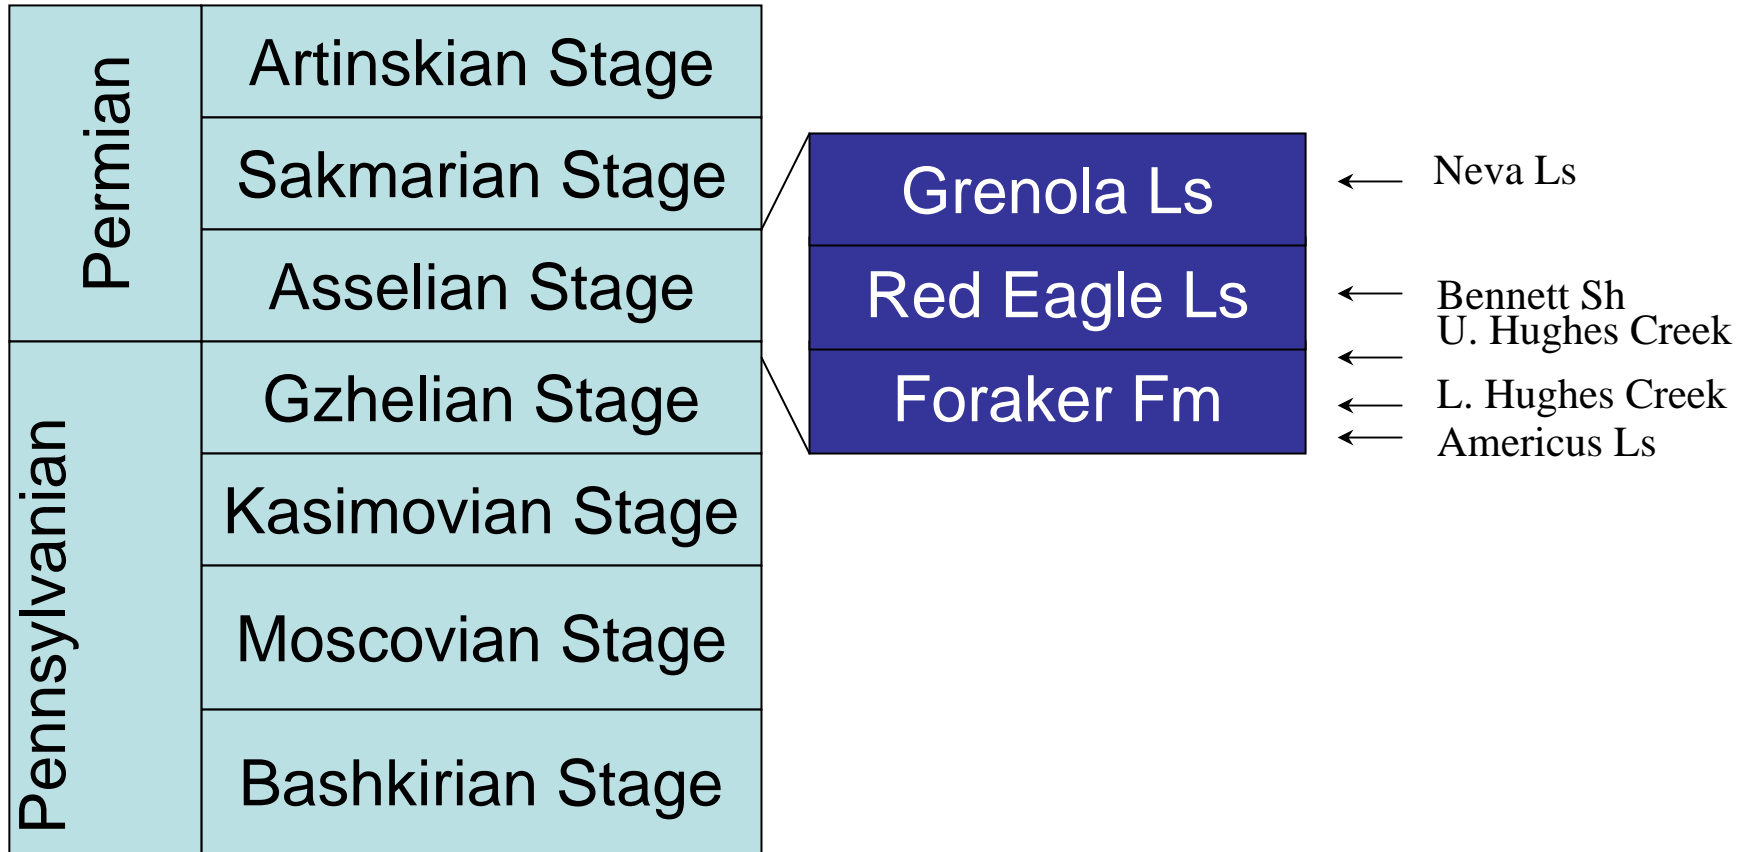 Permian
Artinskian Stage
Sakmarian Stage
Asselian Stage
Pennsylvanian
Gzhelian Stage
Kasimovian Stage
Moscovian Stage
Bashkirian Stage
Grenola Ls
Red Eagle Ls
Foraker Fm
Neva Ls
Bennett Sh
U. Hughes Creek
L. Hughes Creek
Americus Ls